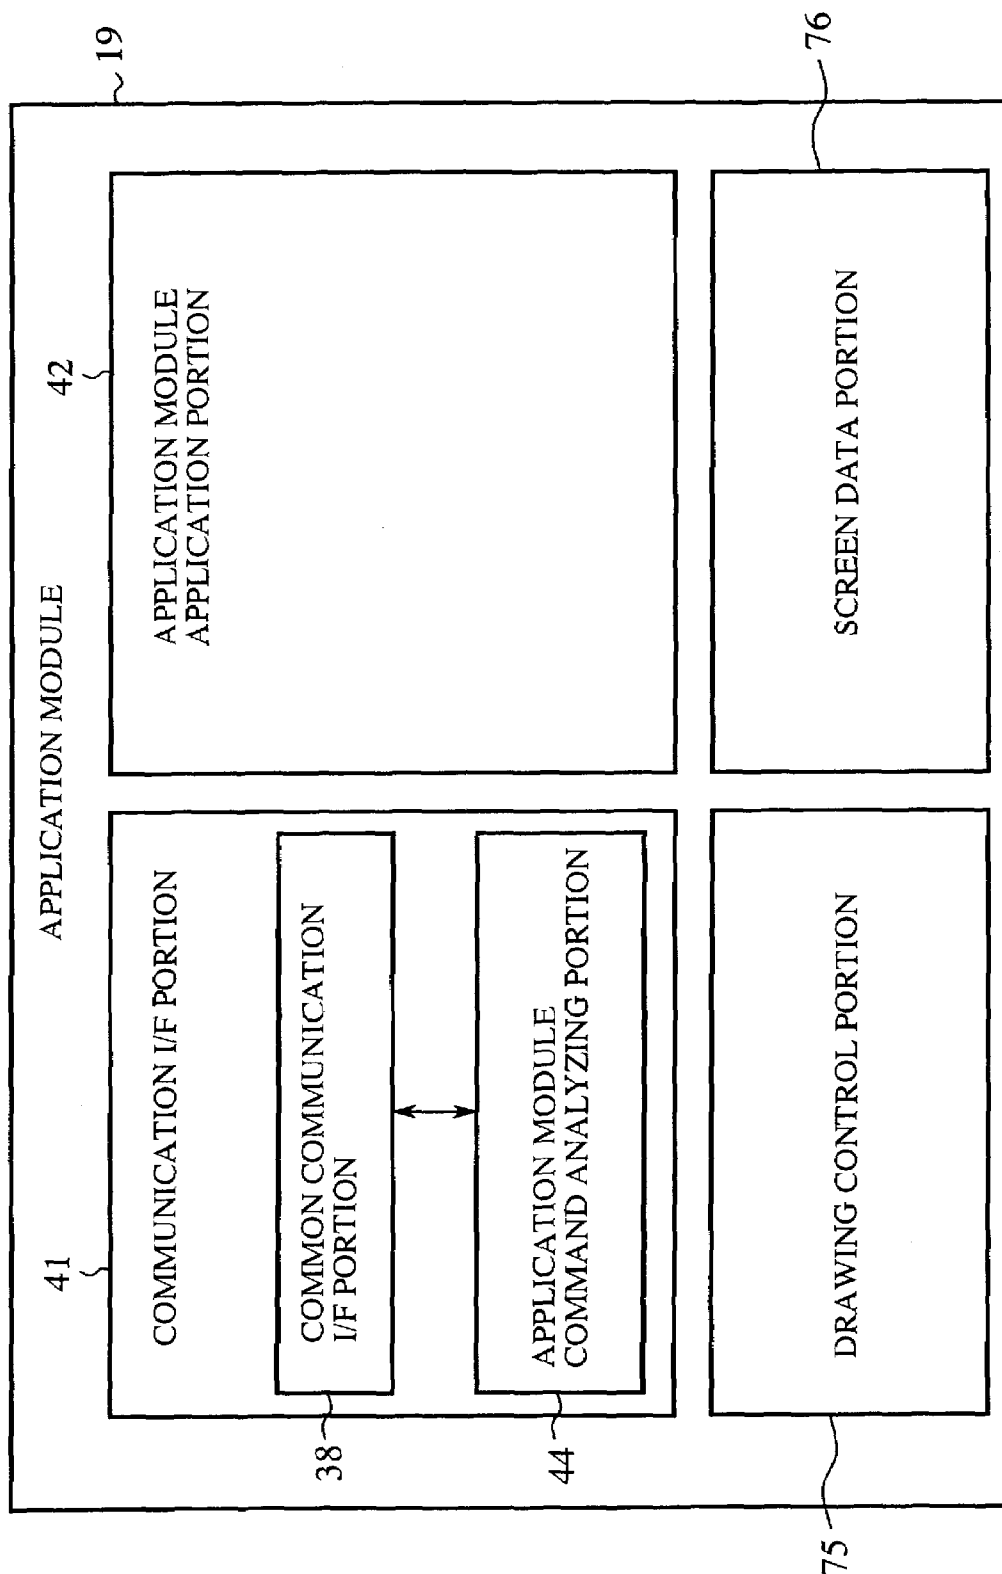 APPLICATION MODULE
19
41
COMMUNICATION I/F PORTION
COMMON COMMUNICATION
I/F PORTION
38
APPLICATION MODULE
COMMAND ANALYZING PORTION
44
42
APPLICATION MODULE
APPLICATION PORTION
DRAWING CONTROL PORTION
75
SCREEN DATA PORTION
76